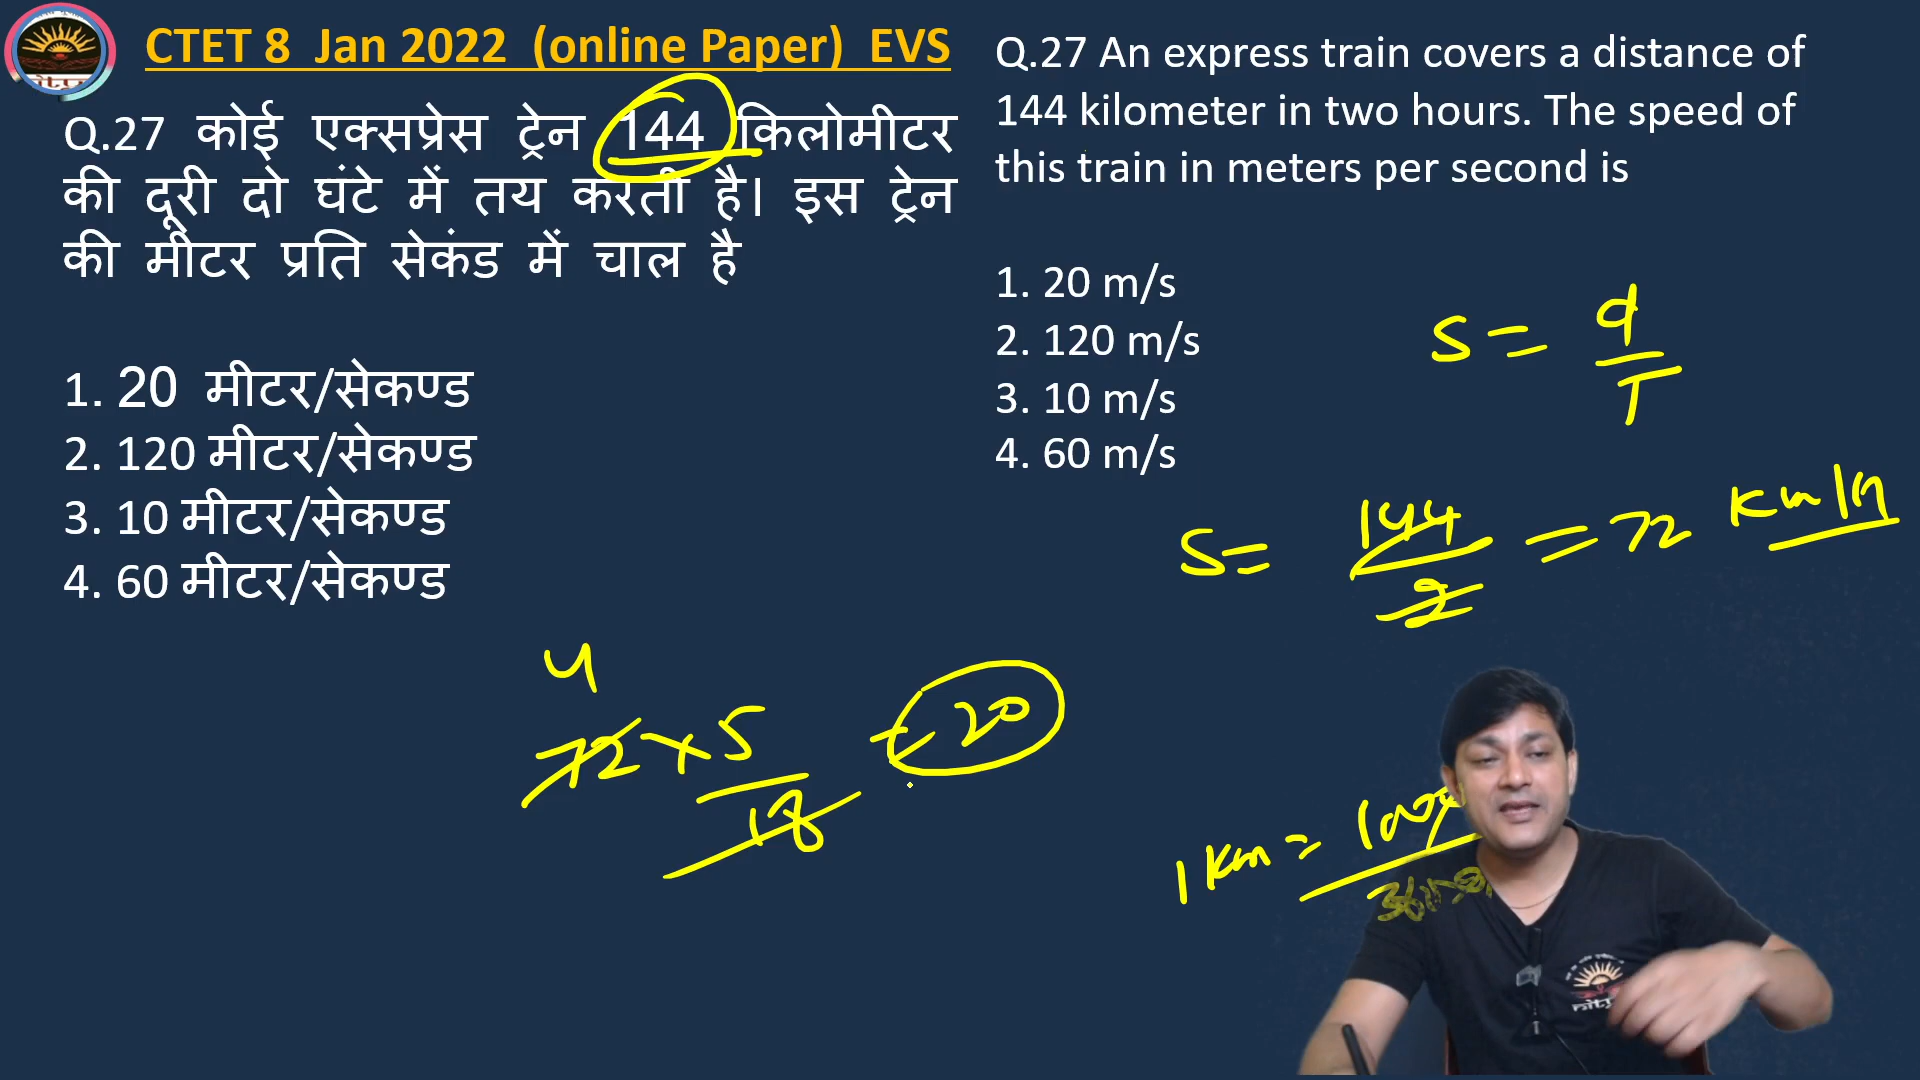 CTET 8 Jan 2022 (online Paper) EVS
Q.27 कोई एक्सप्रेस ट्रेन 144 किलोमीटर
की दूरी दो घंटे में तय करती है। इस ट्रेन
की मीटर प्रति सेकंड में चाल है
1. 20 मीटर/सेकण्ड
2. 120 मीटर/सेकण्ड
3. 10 मीटर/सेकण्ड
4. 60 मीटर/सेकण्ड
Q.27 An express train covers a distance of
144 kilometer in two hours. The speed of
this train in meters per second is
1. 20 m/s
2. 120 m/s
3. 10 m/s
4. 60 m/s
S = d
T
S = 144
2
= 72 Km/h
4
72 x 5
18
= 20
1 Km =